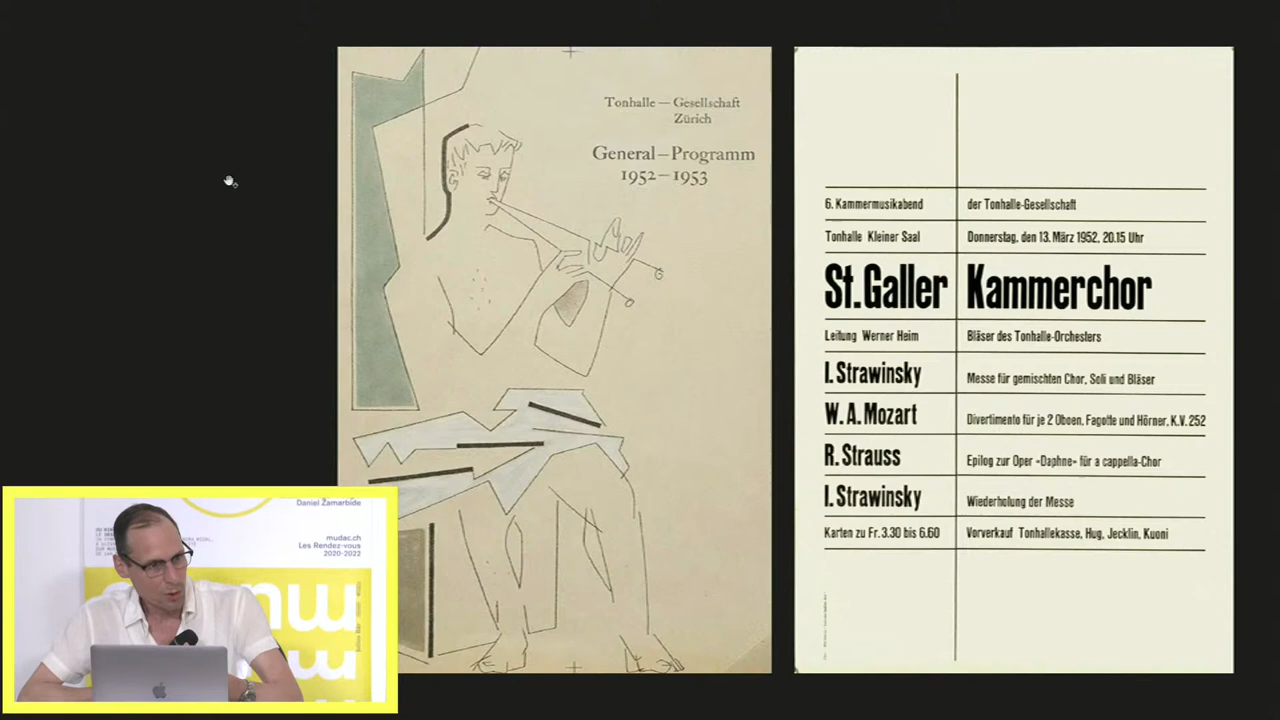 Tonhalle — Gesellschaft
Zürich
General—Programm
1952—1953
6. Kammermusikabend der Tonhalle-Gesellschaft
Tonhalle Kleiner Saal Donnerstag, den 13. März 1952, 20.15 Uhr
St. Galler Kammerchor
Leitung Werner Heim Bläser des Tonhalle-Orchesters
I. Strawinsky Messe für gemischten Chor, Soli und Bläser
W. A. Mozart Divertimento für je 2 Oboen, Fagotte und Hörner, K.V. 252
R. Strauss Epilog zur Oper «Daphne» für a cappella-Chor
I. Strawinsky Wiederholung der Messe
Karten zu Fr. 3.30 bis 6.60 Vorverkauf Tonhallekasse, Hug, Jecklin, Kuoni
Daniel Zamarbide
mudac.ch
Les Rendez-vous
2020-2022